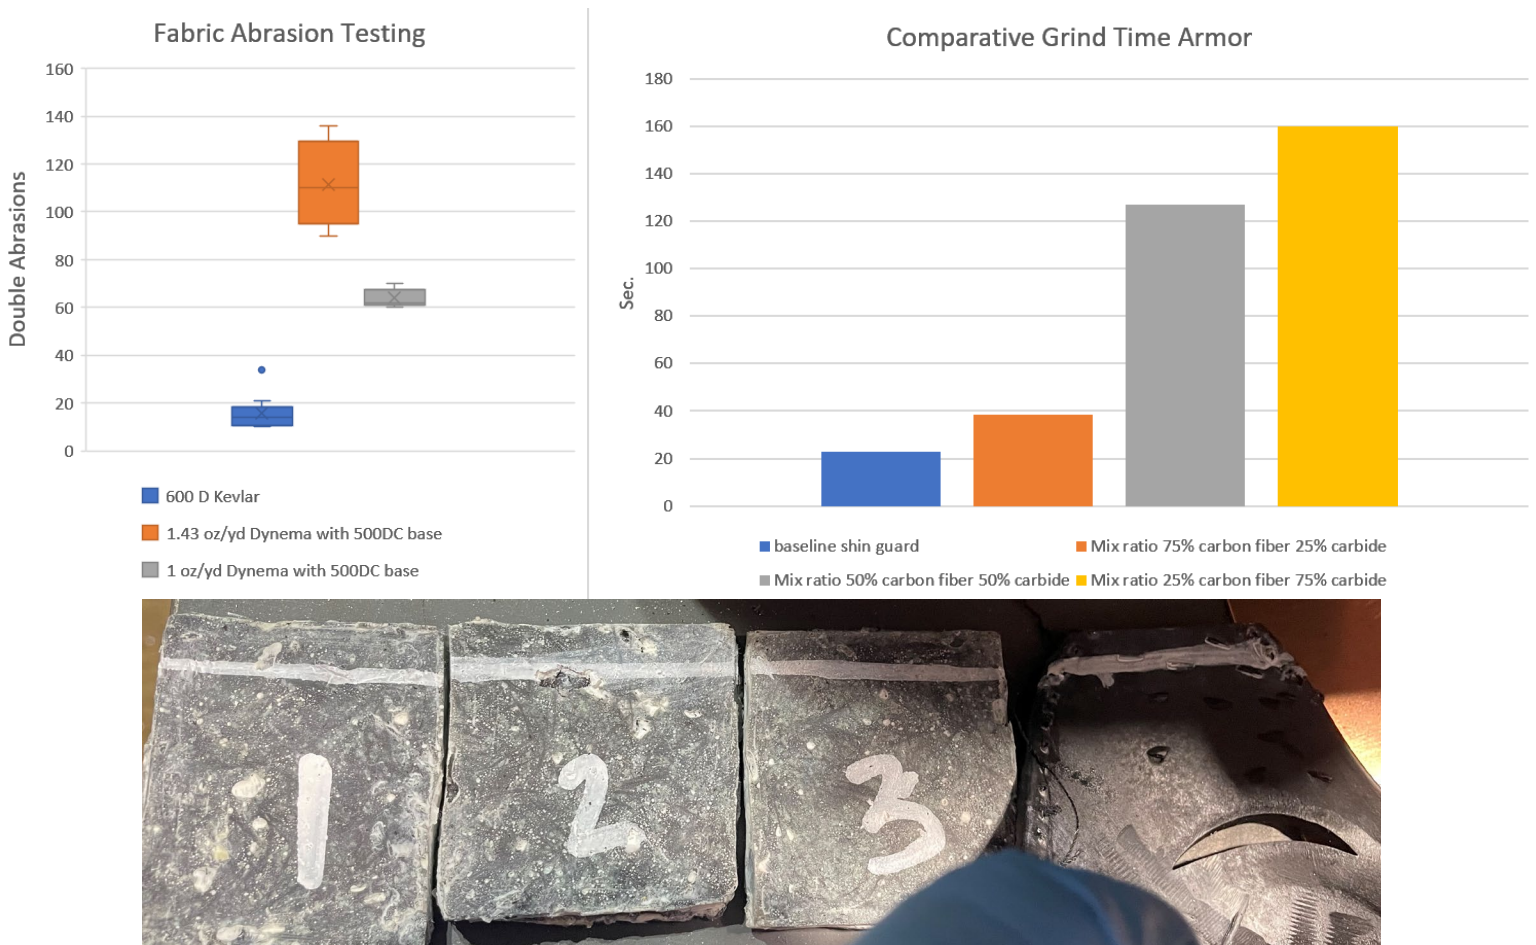 Fabric Abrasion Testing
160
140
120
100
80
60
40
20
0
Double Abrasions
600 D Kevlar
1.43 oz/yd Dynema with 500DC base
1 oz/yd Dynema with 500DC base
Comparative Grind Time Armor
180
160
140
120
100
80
60
40
20
0
Sec.
baseline shin guard
Mix ratio 75% carbon fiber 25% carbide
Mix ratio 50% carbon fiber 50% carbide
Mix ratio 25% carbon fiber 75% carbide
1
2
3